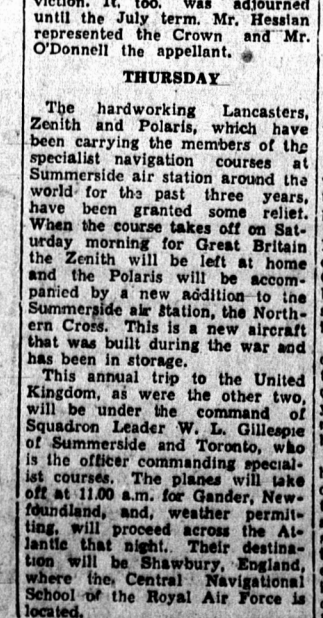 viction. It, too. was adjourned
until the July term. Mr. Hessian
represented the Crown and Mr.
O'Donnell the appellant.
THURSDAY
The hardworking Lancasters,
Zenith and Polaris, which have
been carrying the members of the
specialist navigation courses at
Summerside air station around the
world for the past three years,
have been granted some relief.
When the course takes off on Sat-
urday morning for Great Britain
the Zenith will be left at home
and the Polaris will be accom-
panied by a new addition to the
Summerside air Station, the North-
ern Cross. This is a new aircraft
that was built during the war and
has been in storage.
This annual trip to the United
Kingdom, as were the other two,
will be under the command of
Squadron Leader W. L. Gillespie
of Summerside and Toronto, who
is the officer commanding special-
ist courses. The planes will take
off at 11.00 a.m. for Gander, New-
foundland, and, weather permit-
ting, will proceed across the At-
lantic that night. Their destina-
tion will be Shawbury, England,
where the Central Navigational
School of the Royal Air Force is
located.